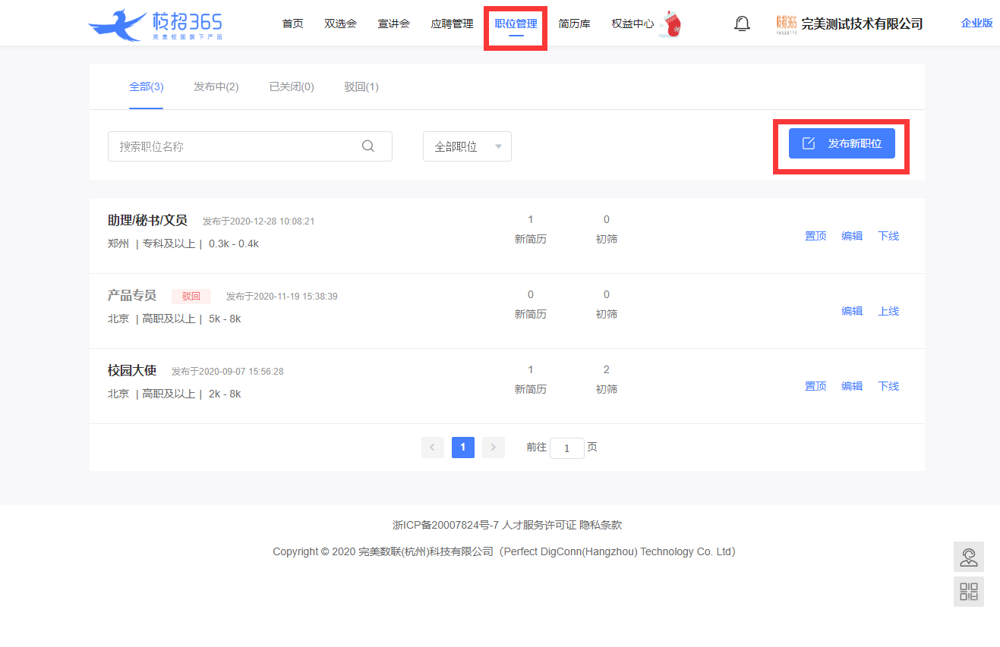 校招365
完美校园旗下产品
首页 双选会 宣讲会 应聘管理 职位管理 简历库 权益中心
校招365 完美测试技术有限公司 企业版
全部(3) 发布中(2) 已关闭(0) 驳回(1)
搜索职位名称 全部职位 发布新职位
助理/秘书/文员 发布于2020-12-28 10:08:21 1 0
郑州 | 专科及以上 | 0.3k - 0.4k 新简历 初筛 置顶 编辑 下线
产品专员 驳回 发布于2020-11-19 15:38:39 0 0
北京 | 高职及以上 | 5k - 8k 新简历 初筛 编辑 上线
校园大使 发布于2020-09-07 15:56:28 1 2
北京 | 高职及以上 | 2k - 8k 新简历 初筛 置顶 编辑 下线
1 前往 1 页
浙ICP备20007824号-7 人才服务许可证 隐私条款
Copyright © 2020 完美数联(杭州)科技有限公司（Perfect DigConn(Hangzhou) Technology Co. Ltd）